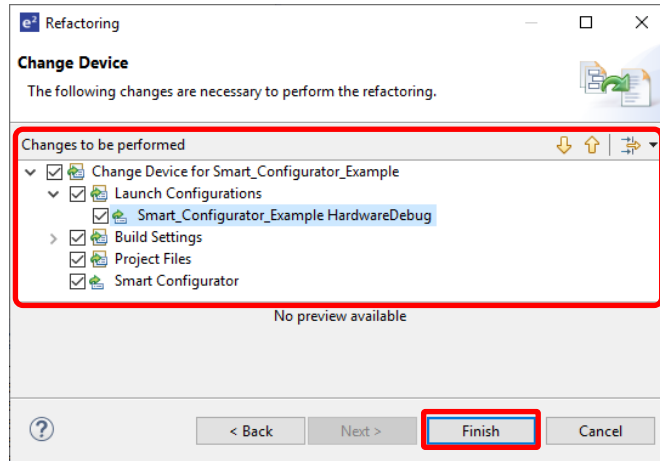 e² Refactoring
Change Device
The following changes are necessary to perform the refactoring.
Changes to be performed
Change Device for Smart_Configurator_Example
Launch Configurations
Smart_Configurator_Example HardwareDebug
Build Settings
Project Files
Smart Configurator
No preview available
? < Back Next > Finish Cancel